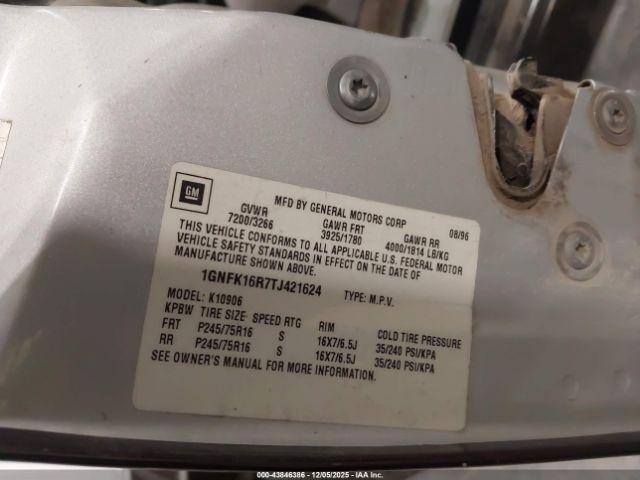 GM
MFD BY GENERAL MOTORS CORP 08/96
GVWR GAWR FRT GAWR RR
7200/3266 3925/1780 4000/1814 LB/KG
THIS VEHICLE CONFORMS TO ALL APPLICABLE U.S. FEDERAL MOTOR
VEHICLE SAFETY STANDARDS IN EFFECT ON THE DATE OF
MANUFACTURE SHOWN ABOVE.
1GNFK16R7TJ421624 TYPE: M.P.V.
MODEL: K10906
KPBW TIRE SIZE SPEED RTG RIM COLD TIRE PRESSURE
FRT P245/75R16 S 16X7/6.5J 35/240 PSI/KPA
RR P245/75R16 S 16X7/6.5J 35/240 PSI/KPA
SEE OWNER'S MANUAL FOR MORE INFORMATION.
000-43846386 - 12/05/2025 - IAA Inc.